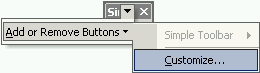 Si
Add or Remove Buttons
Simple Toolbar
Customize...